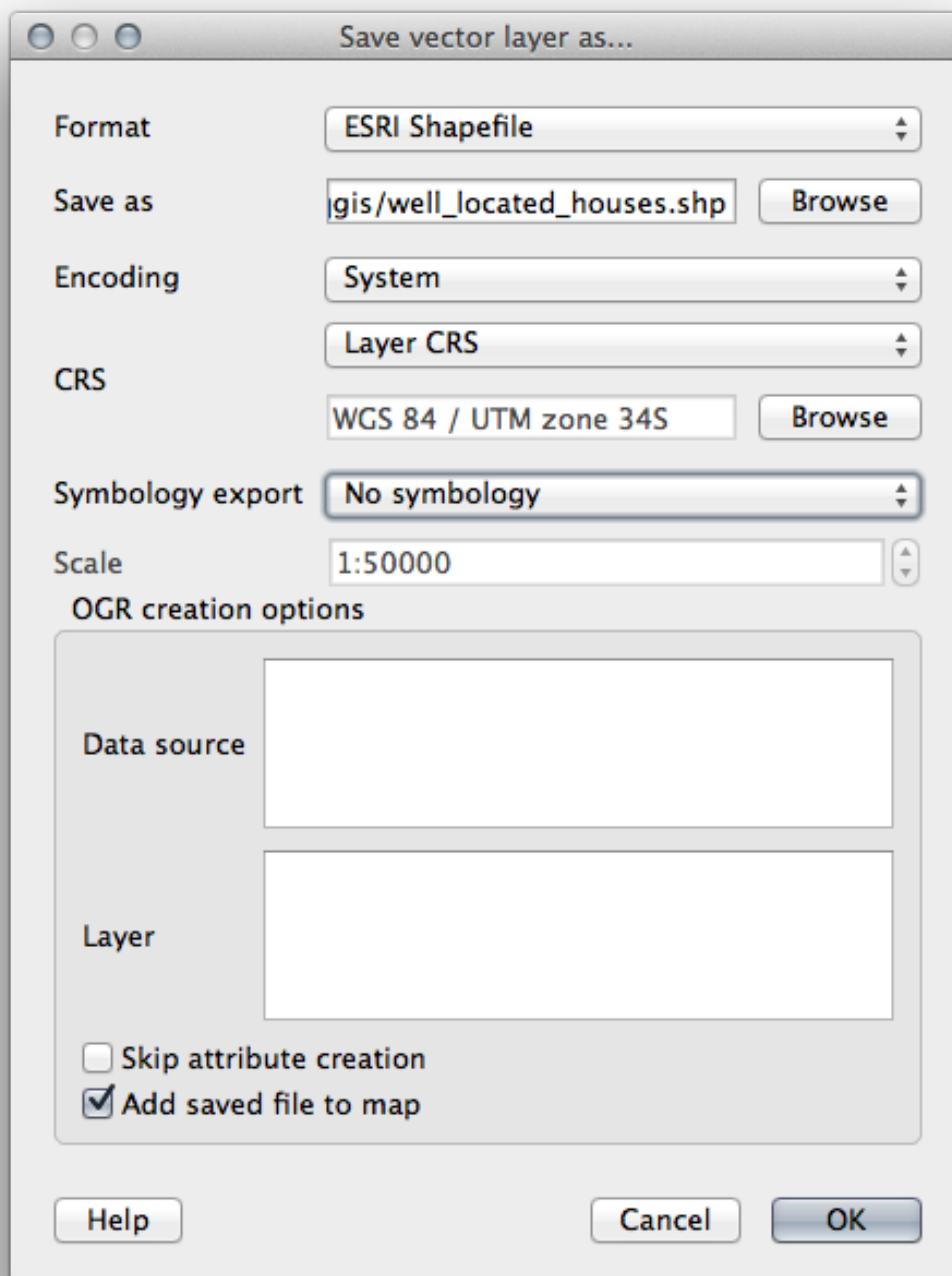 Save vector layer as...
Format ESRI Shapefile
Save as gis/well_located_houses.shp Browse
Encoding System
Layer CRS
CRS
WGS 84 / UTM zone 34S Browse
Symbology export No symbology
Scale 1:50000
OGR creation options
Data source
Layer
Skip attribute creation
Add saved file to map
Help Cancel OK